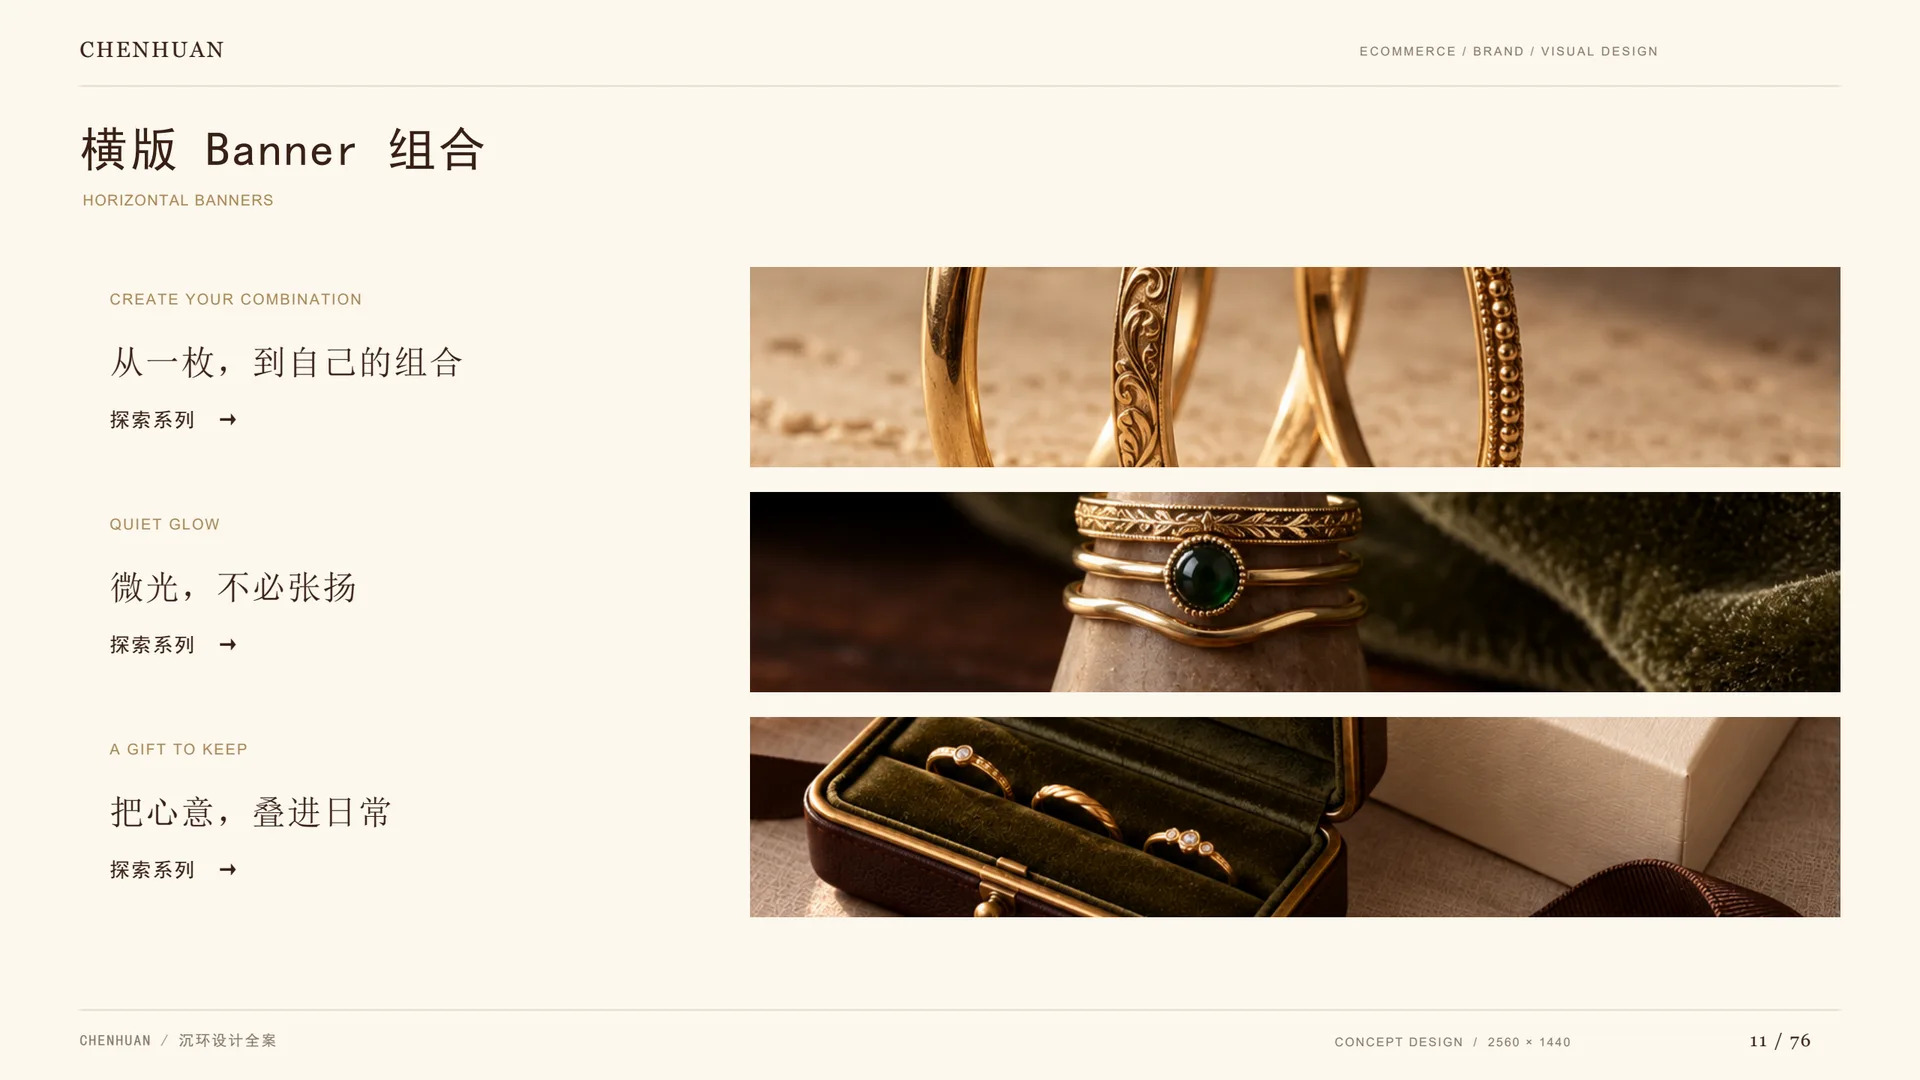 CHENHUAN
ECOMMERCE / BRAND / VISUAL DESIGN
横版 Banner 组合
HORIZONTAL BANNERS
CREATE YOUR COMBINATION
从一枚，到自己的组合
探索系列 →
QUIET GLOW
微光，不必张扬
探索系列 →
A GIFT TO KEEP
把心意，叠进日常
探索系列 →
CHENHUAN / 沉环设计全案
CONCEPT DESIGN / 2560 × 1440
11 / 76